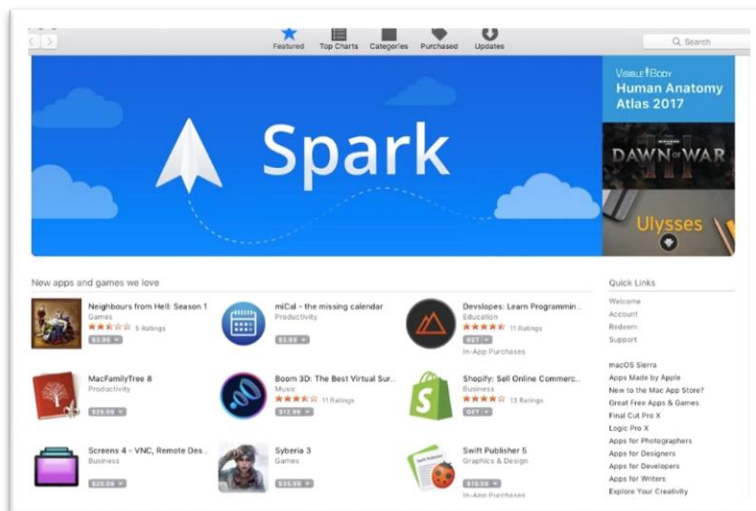 Featured
Top Charts
Categories
Purchased
Updates
Search
Spark
VISIBLE BODY
Human Anatomy
Atlas 2017
DAWN OF WAR
III
Ulysses
New apps and games we love
Neighbours from Hell: Season 1
Games
5 Ratings
$3.99
miCal - the missing calendar
Productivity
$3.99
Devslopes: Learn Programmin...
Education
11 Ratings
GET
In-App Purchases
MacFamilyTree 8
Productivity
$29.99
Boom 3D: The Best Virtual Sur...
Music
11 Ratings
$12.99
Shopify: Sell Online Commerc...
Business
13 Ratings
GET
Screens 4 - VNC, Remote Des...
Business
$29.99
Syberia 3
Games
$35.99
Swift Publisher 5
Graphics & Design
$19.99
In-App Purchases
Quick Links
Welcome
Account
Redeem
Support
macOS Sierra
Apps Made by Apple
New to the Mac App Store?
Great Free Apps & Games
Final Cut Pro X
Logic Pro X
Apps for Photographers
Apps for Designers
Apps for Developers
Apps for Writers
Explore Your Creativity